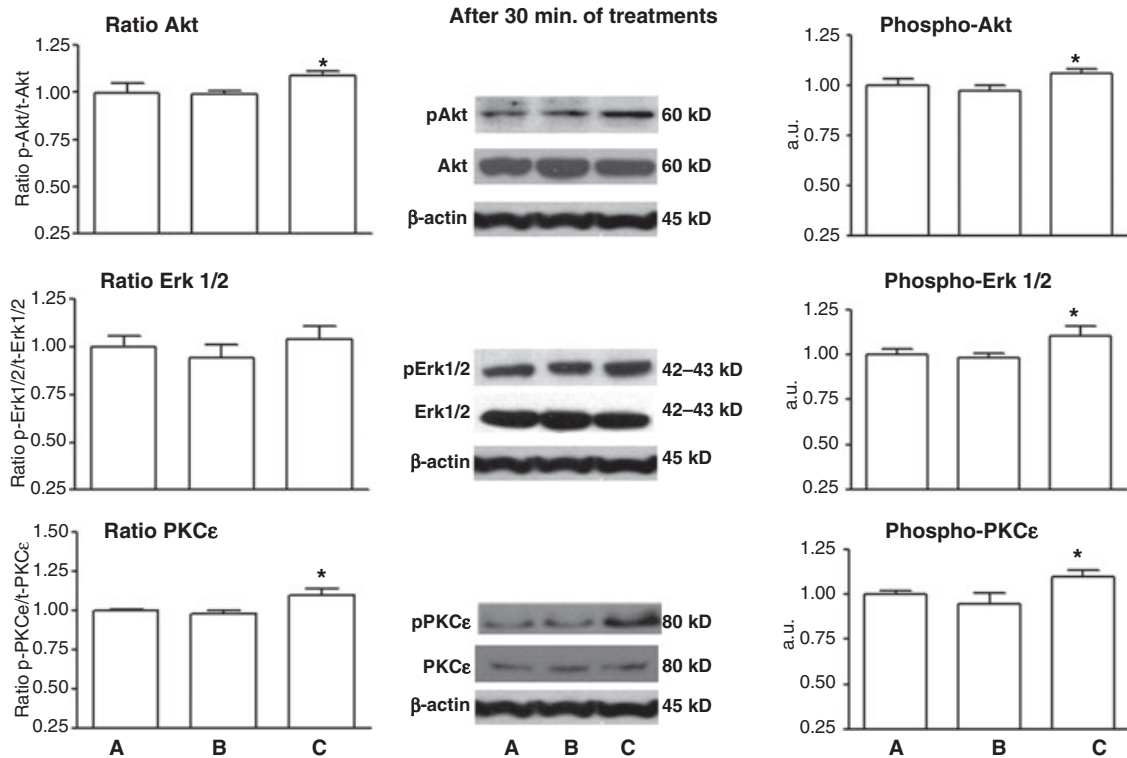 After 30 min. of treatments
Ratio Akt
Ratio p-Akt/t-Akt
1.25
1.00
0.75
0.50
0.25
*
pAkt 60 kD
Akt 60 kD
β-actin 45 kD
Phospho-Akt
a.u.
1.25
1.00
0.75
0.50
0.25
*
Ratio Erk 1/2
Ratio p-Erk1/2/t-Erk1/2
1.25
1.00
0.75
0.50
0.25
pErk1/2 42–43 kD
Erk1/2 42–43 kD
β-actin 45 kD
Phospho-Erk 1/2
a.u.
1.25
1.00
0.75
0.50
0.25
*
Ratio PKCε
Ratio p-PKCe/t-PKCε
1.50
1.25
1.00
0.75
0.50
0.25
*
A B C
pPKCε 80 kD
PKCε 80 kD
β-actin 45 kD
A B C
Phospho-PKCε
a.u.
1.25
1.00
0.75
0.50
0.25
*
A B C